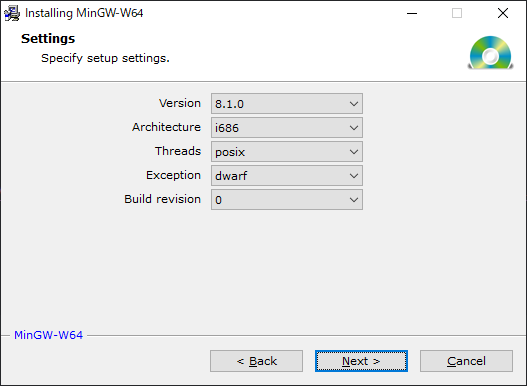 Installing MinGW-W64
Settings
Specify setup settings.
Version 8.1.0
Architecture i686
Threads posix
Exception dwarf
Build revision 0
MinGW-W64
< Back Next > Cancel